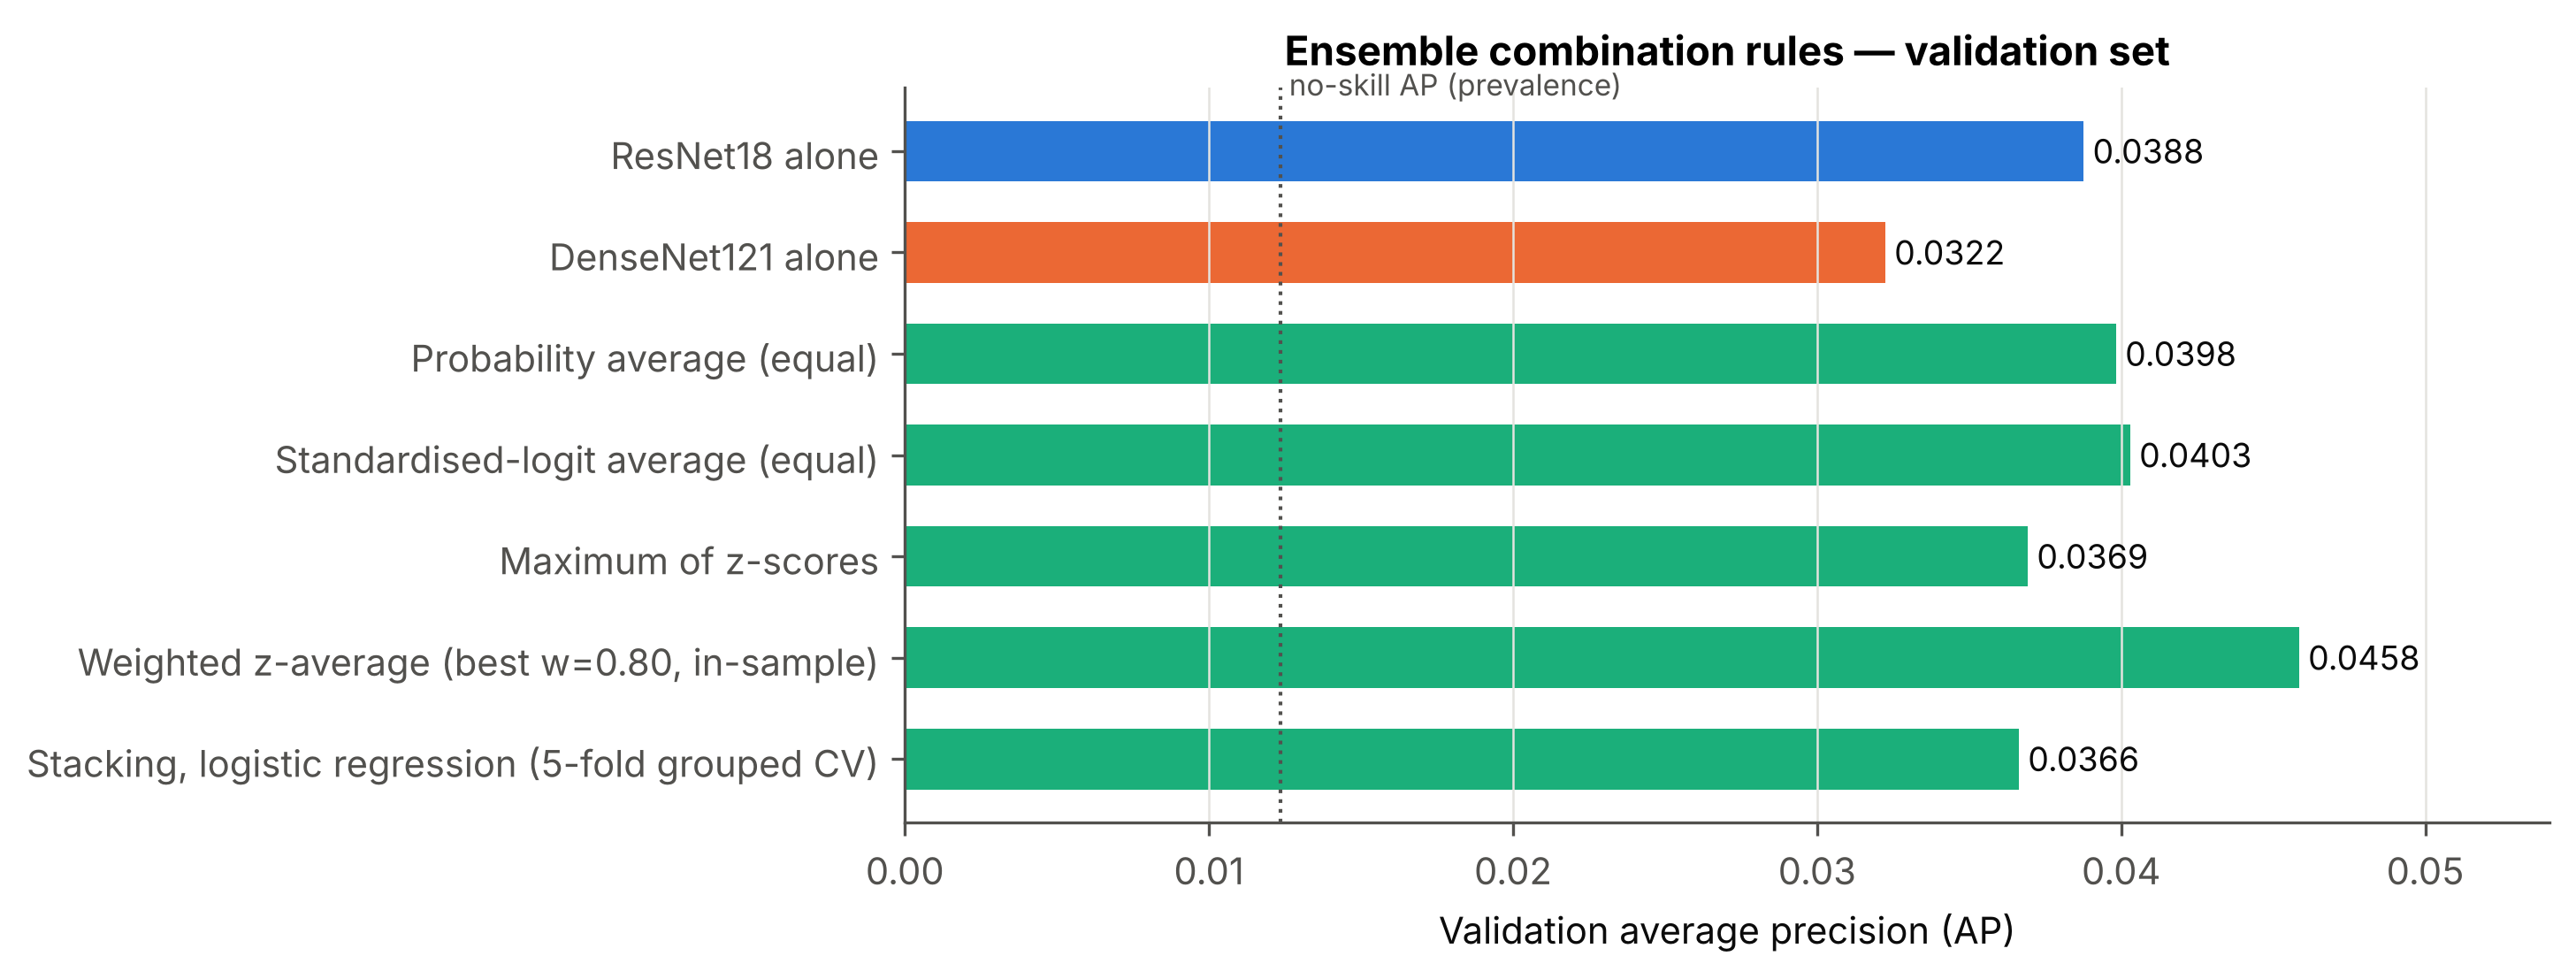 Ensemble combination rules — validation set
no-skill AP (prevalence)
ResNet18 alone
0.0388
DenseNet121 alone
0.0322
Probability average (equal)
0.0398
Standardised-logit average (equal)
0.0403
Maximum of z-scores
0.0369
Weighted z-average (best w=0.80, in-sample)
0.0458
Stacking, logistic regression (5-fold grouped CV)
0.0366
0.00 0.01 0.02 0.03 0.04 0.05
Validation average precision (AP)